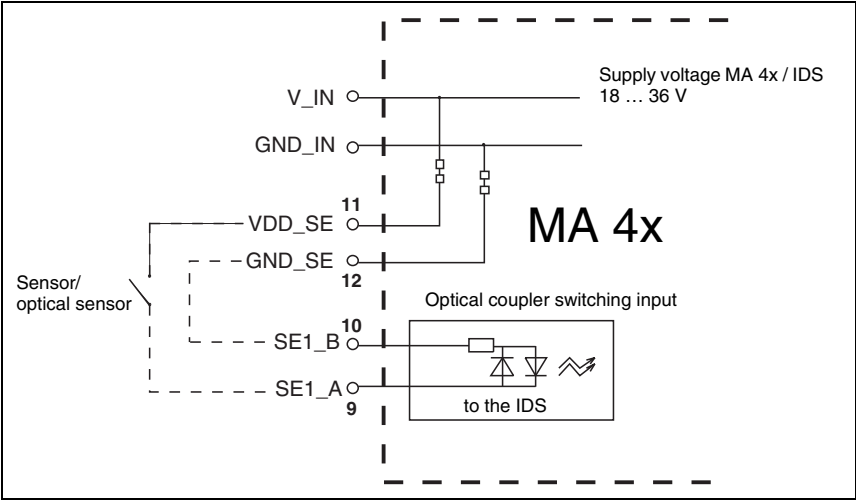 Supply voltage MA 4x / IDS
18 … 36 V
V_IN
GND_IN
11
VDD_SE
MA 4x
GND_SE
12
Sensor/
optical sensor
Optical coupler switching input
10
SE1_B
SE1_A
9
to the IDS